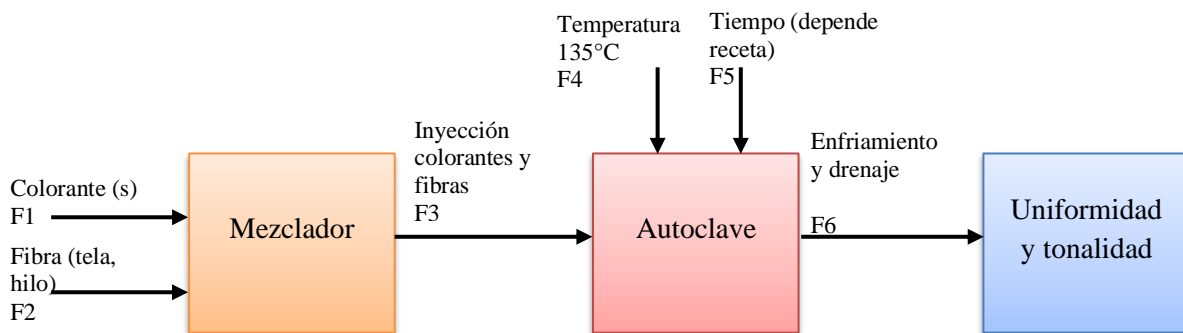 Temperatura
135°C
F4
Tiempo (depende
receta)
F5
Inyección
colorantes y
fibras
F3
Enfriamiento
y drenaje
F6
Colorante (s)
F1
Fibra (tela,
hilo)
F2
Mezclador
Autoclave
Uniformidad
y tonalidad